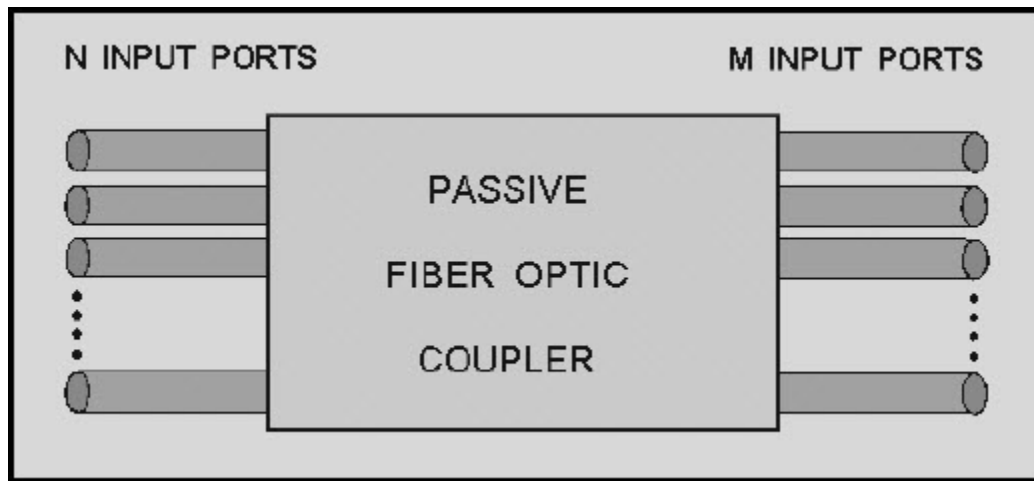 N INPUT PORTS
M INPUT PORTS
PASSIVE
FIBER OPTIC
COUPLER